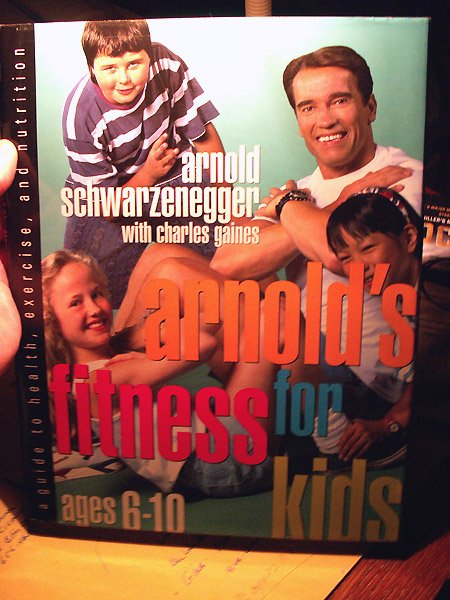 a guide to health, exercise, and nutrition
arnold
schwarzenegger
with charles gaines
arnold's
fitness for
kids
ages 6-10